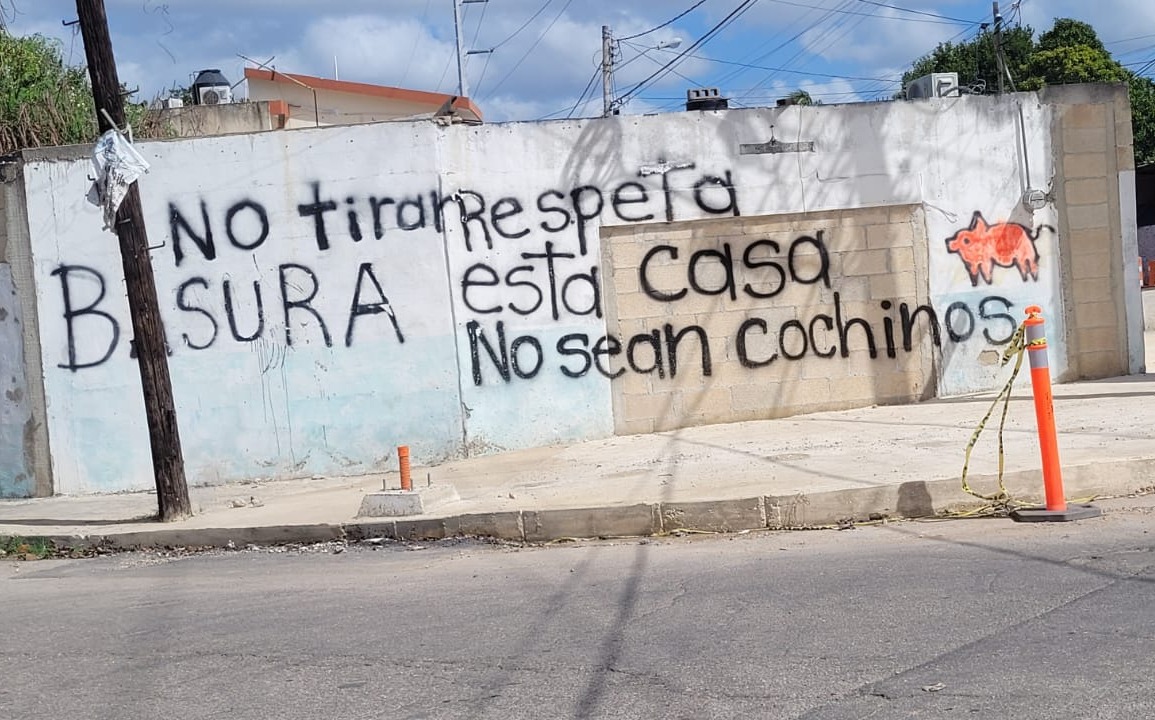 No tirar
BASURA
Respeta
esta casa
No sean cochinos